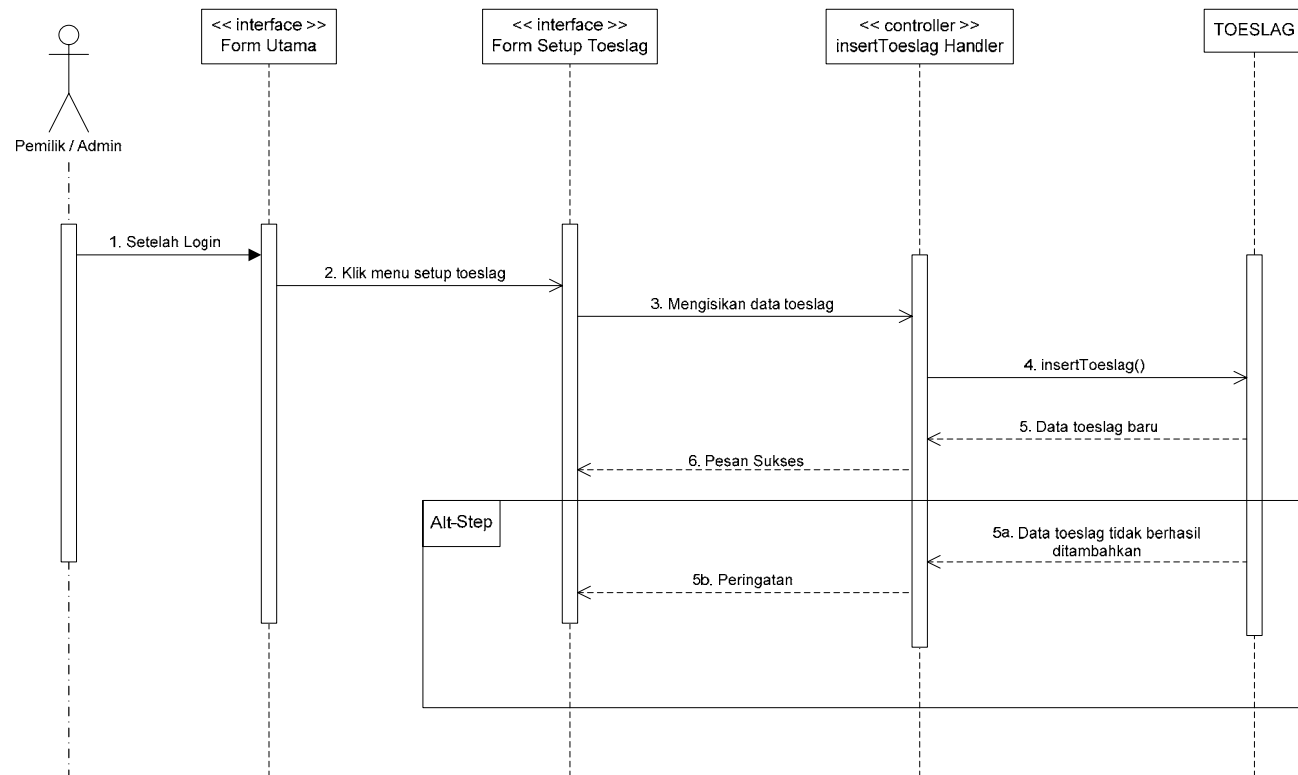 << interface >>
Form Utama
<< interface >>
Form Setup Toeslag
<< controller >>
insertToeslag Handler
TOESLAG
Pemilik / Admin
1. Setelah Login
2. Klik menu setup toeslag
3. Mengisikan data toeslag
4. insertToeslag()
5. Data toeslag baru
6. Pesan Sukses
Alt-Step
5a. Data toeslag tidak berhasil
ditambahkan
5b. Peringatan